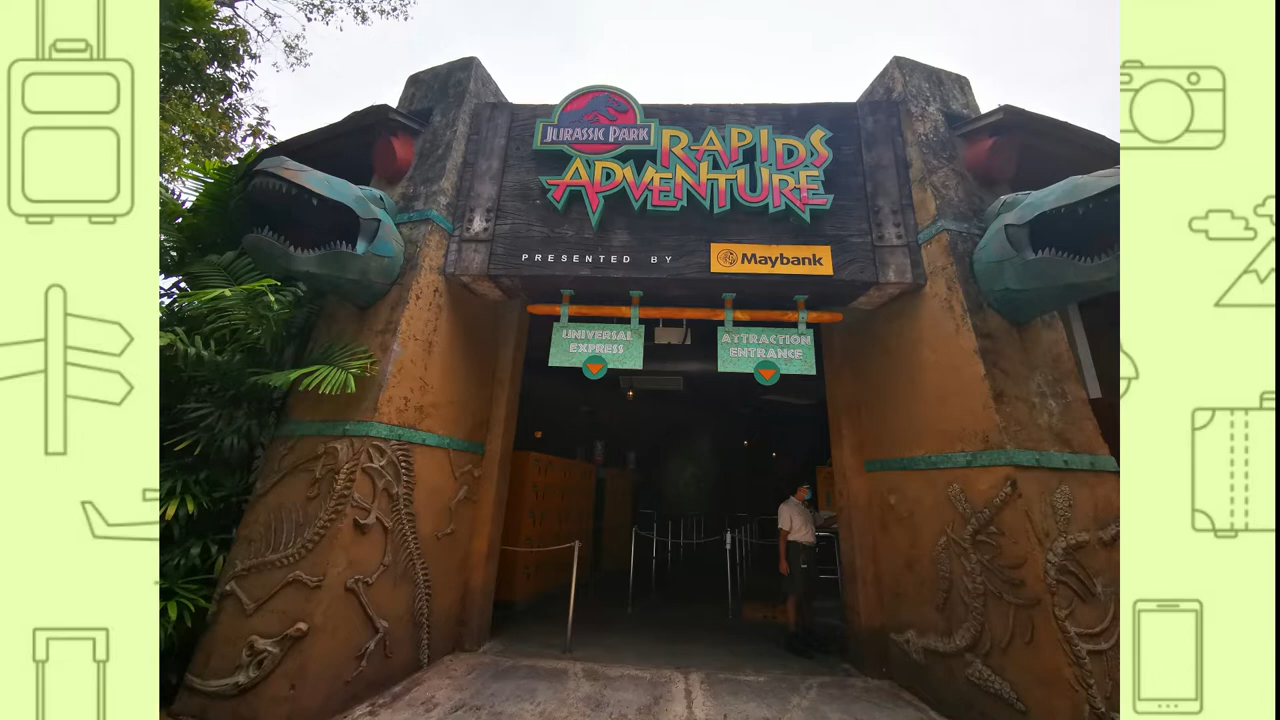 JURASSIC PARK
RAPIDS
ADVENTURE
PRESENTED BY
Maybank
UNIVERSAL
EXPRESS
ATTRACTION
ENTRANCE